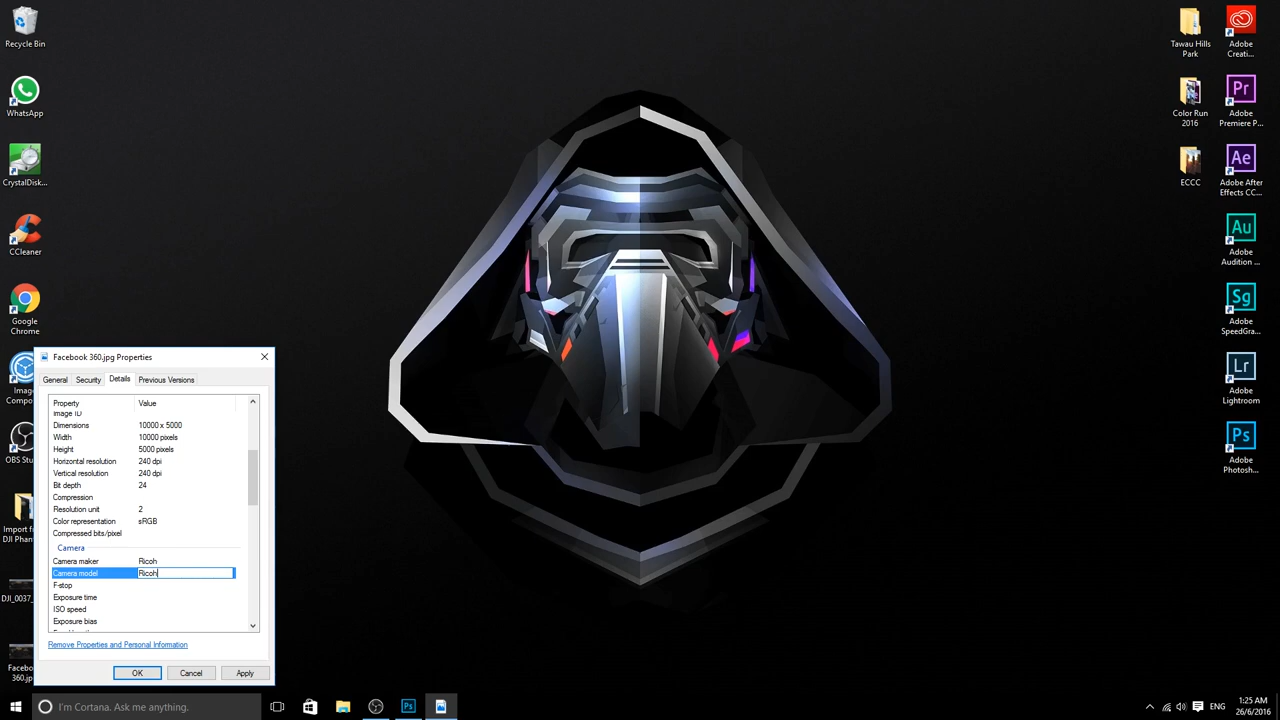 Recycle Bin
WhatsApp
CrystalDisk...
CCleaner
Google
Chrome
Image
Compo
OBS Stu
Import f
DJI Phan
DJI_0037_
Facebo
360.jp
Tawau Hills
Park
Color Run
2016
ECCC
Adobe
Creati...
Pr
Adobe
Premiere P...
Ae
Adobe After
Effects CC...
Au
Adobe
Audition ...
Sg
Adobe
SpeedGra...
Lr
Adobe
Lightroom
Ps
Adobe
Photosh...
Facebook 360.jpg Properties
General Security Details Previous Versions
Property Value
Image ID
Dimensions 10000 x 5000
Width 10000 pixels
Height 5000 pixels
Horizontal resolution 240 dpi
Vertical resolution 240 dpi
Bit depth 24
Compression
Resolution unit 2
Color representation sRGB
Compressed bits/pixel
Camera
Camera maker Ricoh
Camera model Ricoh
F-stop
Exposure time
ISO speed
Exposure bias
Remove Properties and Personal Information
OK Cancel Apply
I'm Cortana. Ask me anything.
Ps
ENG
1:25 AM
26/6/2016